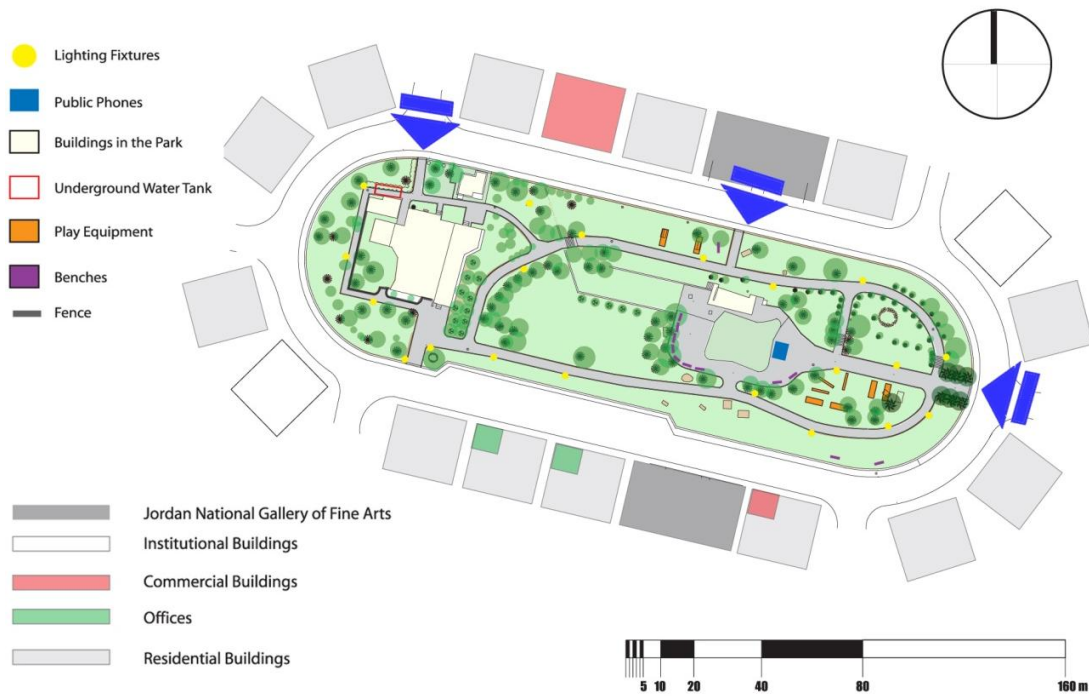 Lighting Fixtures
Public Phones
Buildings in the Park
Underground Water Tank
Play Equipment
Benches
Fence
Jordan National Gallery of Fine Arts
Institutional Buildings
Commercial Buildings
Offices
Residential Buildings
5 10 20 40 80 160 m